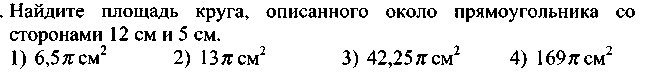 . Найдите площадь круга, описанного около прямоугольника со
сторонами 12 см и 5 см.
1) 6,5π см² 2) 13π см² 3) 42,25π см² 4) 169π см²